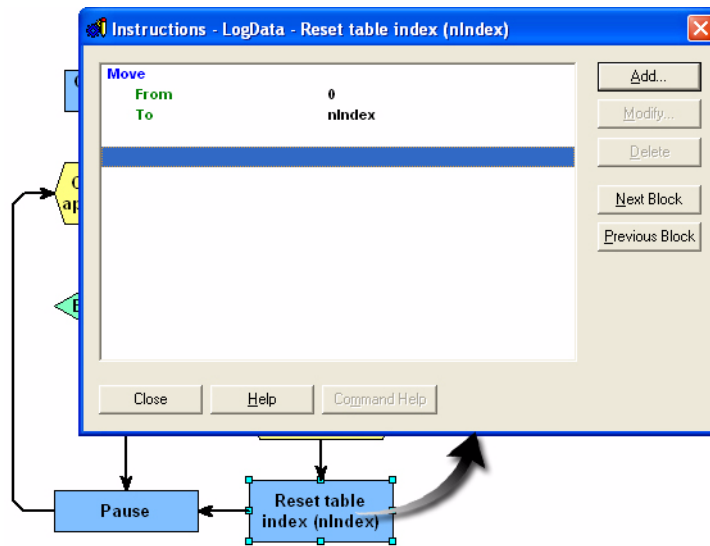 Instructions - LogData - Reset table index (nIndex)
Move
From 0
To nIndex
Add...
Modify...
Delete
Next Block
Previous Block
Close
Help
Command Help
ap
Pause
Reset table
index (nIndex)